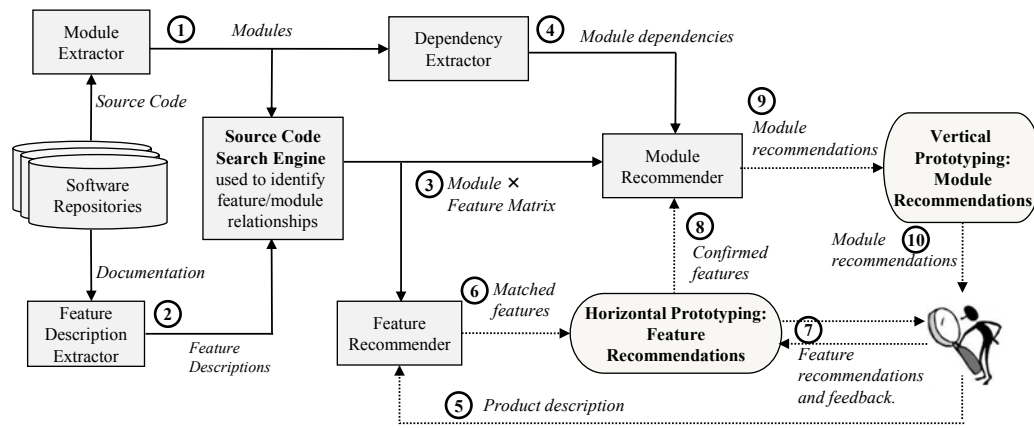 Module
Extractor
1
Modules
Dependency
Extractor
4
Module dependencies
Source Code
Software
Repositories
Documentation
Feature
Description
Extractor
2
Feature
Descriptions
Source Code
Search Engine
used to identify
feature/module
relationships
3
Module ×
Feature Matrix
Module
Recommender
9
Module
recommendations
Vertical
Prototyping:
Module
Recommendations
8
Confirmed
features
Module
recommendations
10
Feature
Recommender
6
Matched
features
Horizontal Prototyping:
Feature
Recommendations
7
Feature
recommendations
and feedback.
5
Product description